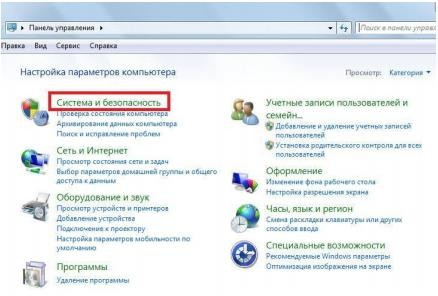 Панель управления
Поиск в панели управл
Правка Вид Сервис Справка
Настройка параметров компьютера
Просмотр: Категория
Система и безопасность
Проверка состояния компьютера
Архивирование данных компьютера
Поиск и исправление проблем
Сеть и Интернет
Просмотр состояния сети и задач
Выбор параметров домашней группы и общего
доступа к данным
Оборудование и звук
Просмотр устройств и принтеров
Добавление устройства
Подключение к проектору
Настройка параметров мобильности по
умолчанию
Программы
Удаление программы
Учетные записи пользователей и
семейн...
Добавление и удаление учетных записей
пользователей
Установка родительского контроля для всех
пользователей
Оформление
Изменение фона рабочего стола
Настройка разрешения экрана
Часы, язык и регион
Смена раскладки клавиатуры или других
способов ввода
Специальные возможности
Рекомендуемые Windows параметры
Оптимизация изображения на экране